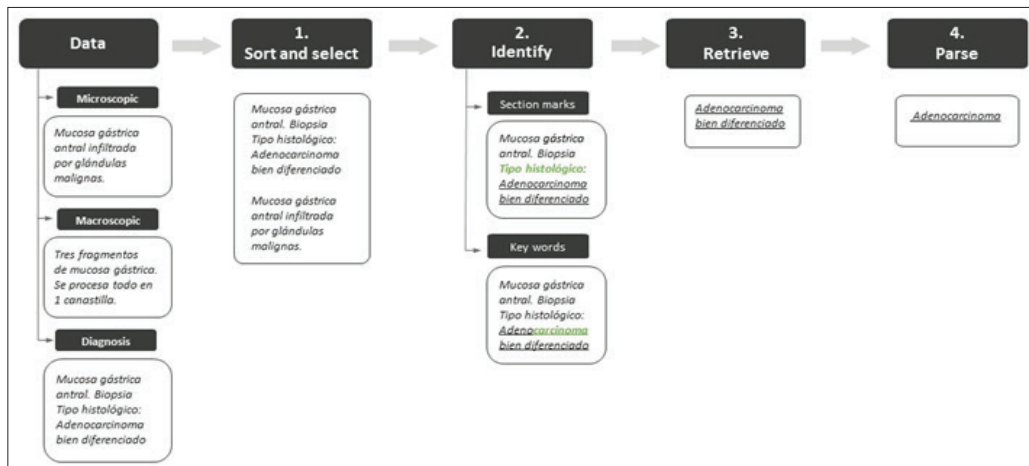 Data
Microscopic
Mucosa gástrica
antral infiltrada
por glándulas
malignas.
Macroscopic
Tres fragmentos
de mucosa gástrica.
Se procesa todo en
1 canastilla.
Diagnosis
Mucosa gástrica
antral. Biopsia
Tipo histológico:
Adenocarcinoma
bien diferenciado
1.
Sort and select
Mucosa gástrica
antral. Biopsia
Tipo histológico:
Adenocarcinoma
bien diferenciado
Mucosa gástrica
antral infiltrada
por glándulas
malignas.
2.
Identify
Section marks
Mucosa gástrica
antral. Biopsia
Tipo histológico:
Adenocarcinoma
bien diferenciado
Key words
Mucosa gástrica
antral. Biopsia
Tipo histológico:
Adenocarcinoma
bien diferenciado
3.
Retrieve
Adenocarcinoma
bien diferenciado
4.
Parse
Adenocarcinoma